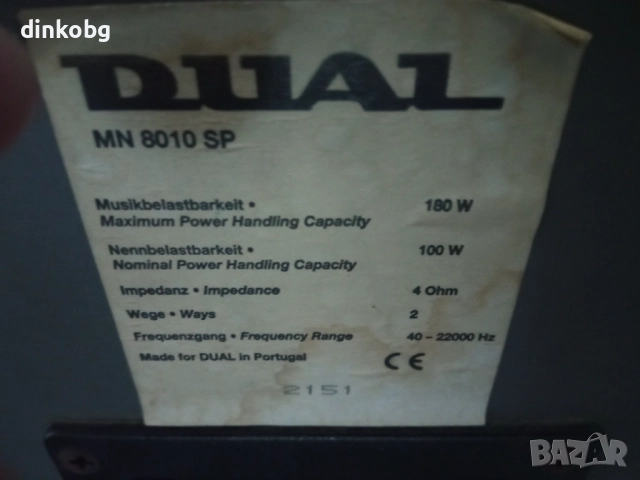 dinkobg
DUAL
MN 8010 SP
Musikbelastbarkeit • 180 W
Maximum Power Handling Capacity
Nennbelastbarkeit • 100 W
Nominal Power Handling Capacity
Impedanz • Impedance 4 Ohm
Wege • Ways 2
Frequenzgang • Frequency Range 40 - 22000 Hz
Made for DUAL in Portugal CE
2151
BAZAR